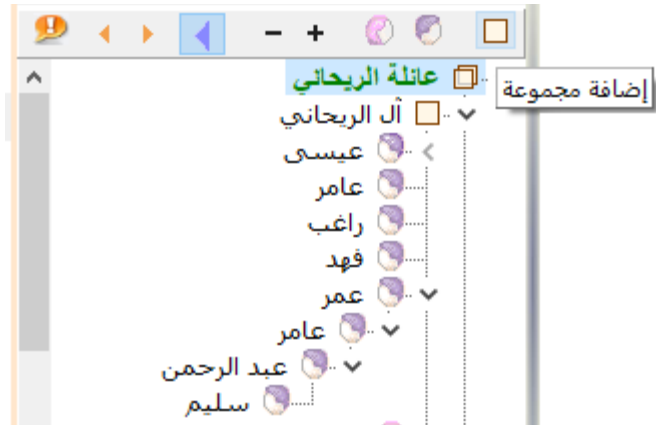 عائلة الريحاني
إضافة مجموعة
آل الريحاني
عيسى
عامر
راغب
فهد
عمر
عامر
عبد الرحمن
سليم